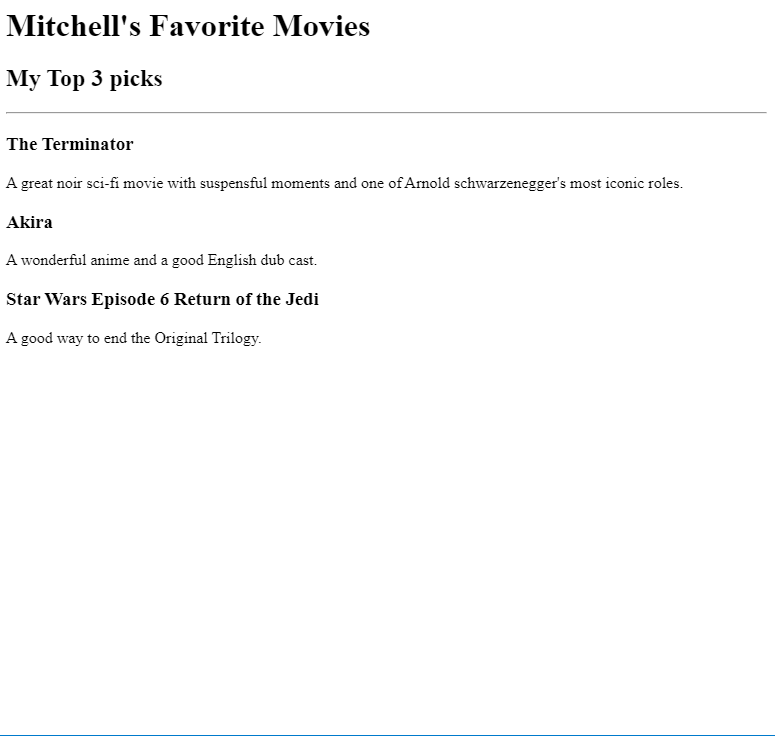 Mitchell's Favorite Movies
My Top 3 picks
The Terminator
A great noir sci-fi movie with suspensful moments and one of Arnold schwarzenegger's most iconic roles.
Akira
A wonderful anime and a good English dub cast.
Star Wars Episode 6 Return of the Jedi
A good way to end the Original Trilogy.